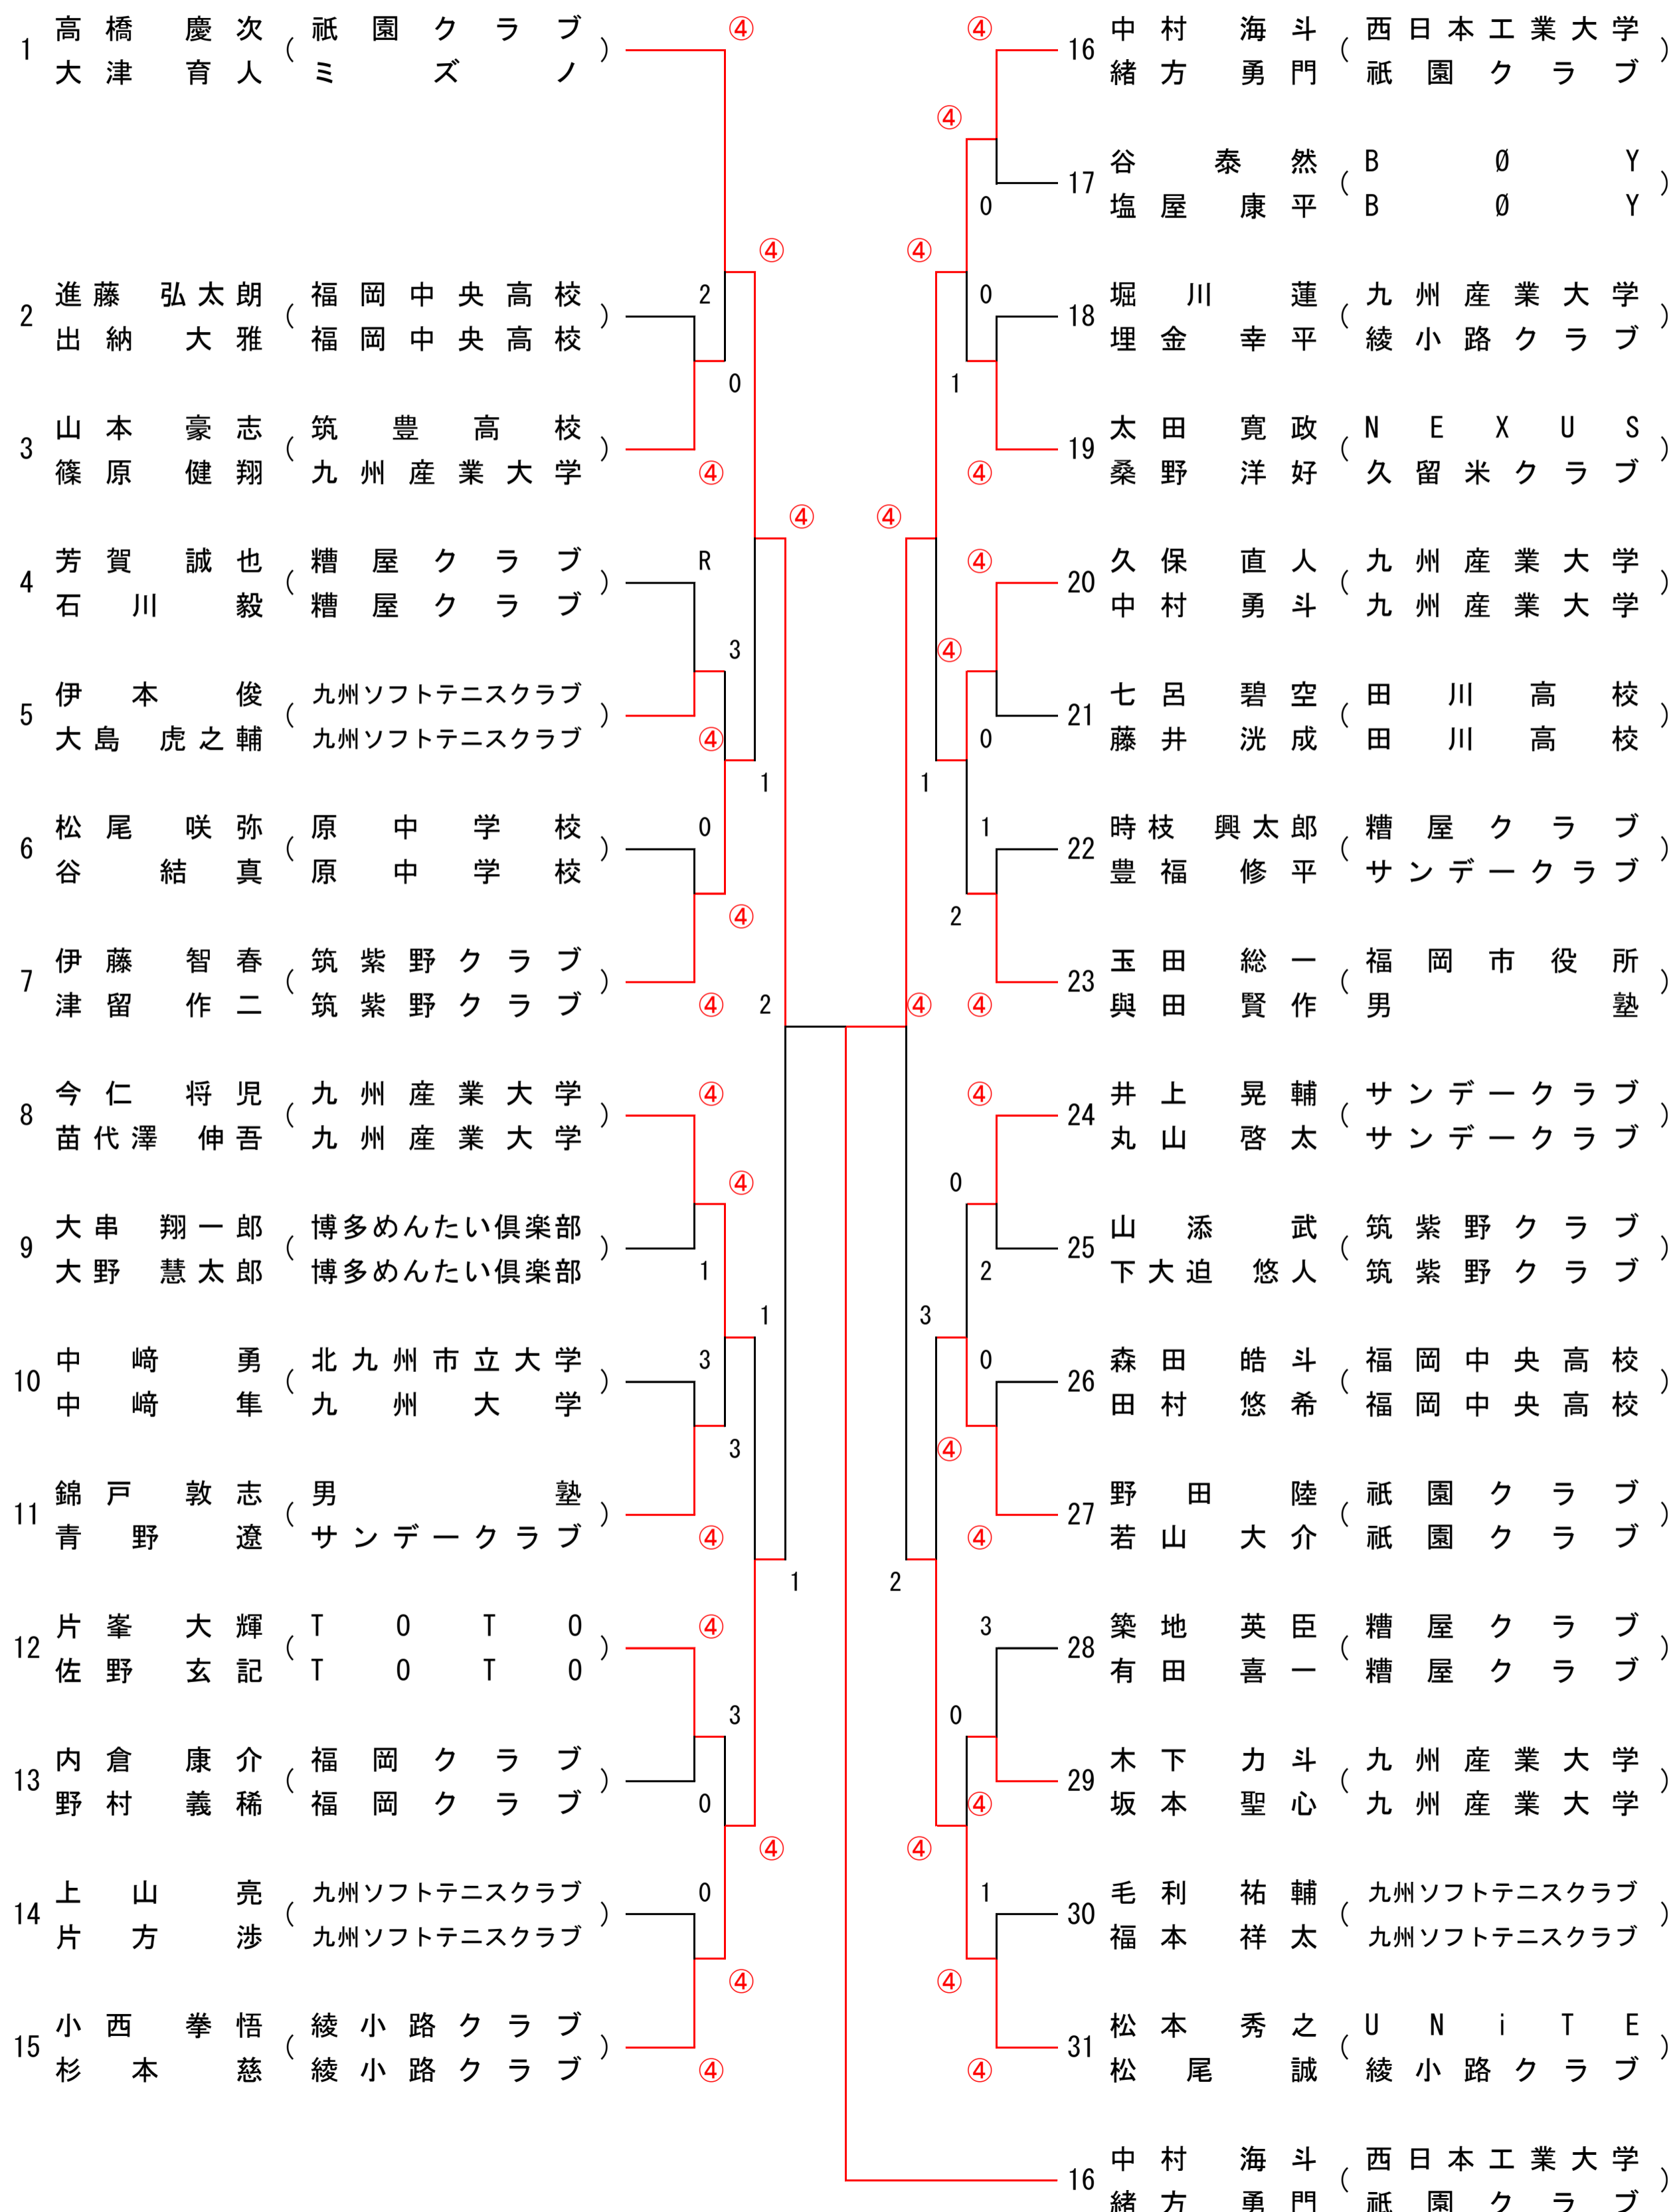 1 高橋 慶次 ( 祇園クラブ )
大津 育人 ミズノ
④
2 進藤 弘太朗 ( 福岡中央高校 ) 2
出納 大雅 福岡中央高校
④
0
3 山本 豪志 ( 筑豊高校 )
篠原 健翔 九州産業大学 ④
④
4 芳賀 誠也 ( 糟屋クラブ ) R
石川 毅 糟屋クラブ
3
5 伊本 俊 ( 九州ソフトテニスクラブ )
大島 虎之輔 九州ソフトテニスクラブ ④
1
6 松尾 咲弥 ( 原中学校 ) 0
谷 結真 原中学校
④
7 伊藤 智春 ( 筑紫野クラブ )
津留 作二 筑紫野クラブ ④
2
8 今仁 将児 ( 九州産業大学 ) ④
苗代澤 伸吾 九州産業大学
④
9 大串 翔一郎 ( 博多めんたい倶楽部 )
大野 慧太郎 博多めんたい倶楽部 1
1
10 中﨑 勇 ( 北九州市立大学 ) 3
中﨑 隼 九州大学
3
11 錦戸 敦志 ( 男塾 )
青野 遼 サンデークラブ ④
1
12 片峯 大輝 ( TOTO ) ④
佐野 玄記 TOTO
3
13 内倉 康介 ( 福岡クラブ )
野村 義稀 福岡クラブ 0
④
14 上山 亮 ( 九州ソフトテニスクラブ ) 0
片方 渉 九州ソフトテニスクラブ
④
15 小西 拳悟 ( 綾小路クラブ )
杉本 慈 綾小路クラブ ④
④ 16 中村 海斗 ( 西日本工業大学 )
緒方 勇門 祇園クラブ
④
17 谷 泰然 ( BØY )
0 塩屋 康平 BØY
④
0 18 堀川 蓮 ( 九州産業大学 )
埋金 幸平 綾小路クラブ
1
19 太田 寛政 ( NEXUS )
④ 桑野 洋好 久留米クラブ
④
④ 20 久保 直人 ( 九州産業大学 )
中村 勇斗 九州産業大学
④
21 七呂 碧空 ( 田川高校 )
0 藤井 洸成 田川高校
1
1 22 時枝 興太郎 ( 糟屋クラブ )
豊福 修平 サンデークラブ
2
23 玉田 総一 ( 福岡市役所 )
④ 與田 賢作 男塾
④
④ 24 井上 晃輔 ( サンデークラブ )
丸山 啓太 サンデークラブ
0
25 山添 武 ( 筑紫野クラブ )
2 下大迫 悠人 筑紫野クラブ
3
0 26 森田 皓斗 ( 福岡中央高校 )
田村 悠希 福岡中央高校
④
27 野田 陸 ( 祇園クラブ )
④ 若山 大介 祇園クラブ
2
3 28 築地 英臣 ( 糟屋クラブ )
有田 喜一 糟屋クラブ
0
29 木下 力斗 ( 九州産業大学 )
④ 坂本 聖心 九州産業大学
④
1 30 毛利 祐輔 ( 九州ソフトテニスクラブ )
福本 祥太 九州ソフトテニスクラブ
④
31 松本 秀之 ( UNiTE )
④ 松尾 誠 綾小路クラブ
16 中村 海斗 ( 西日本工業大学 )
緒方 勇門 祇園クラブ